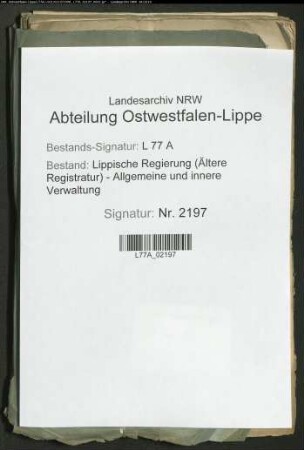 Landesarchiv NRW
Abteilung Ostwestfalen-Lippe
Bestands-Signatur: L 77 A
Bestand: Lippische Regierung (Ältere
Registratur) - Allgemeine und innere
Verwaltung
Signatur: Nr. 2197
L77A_02197